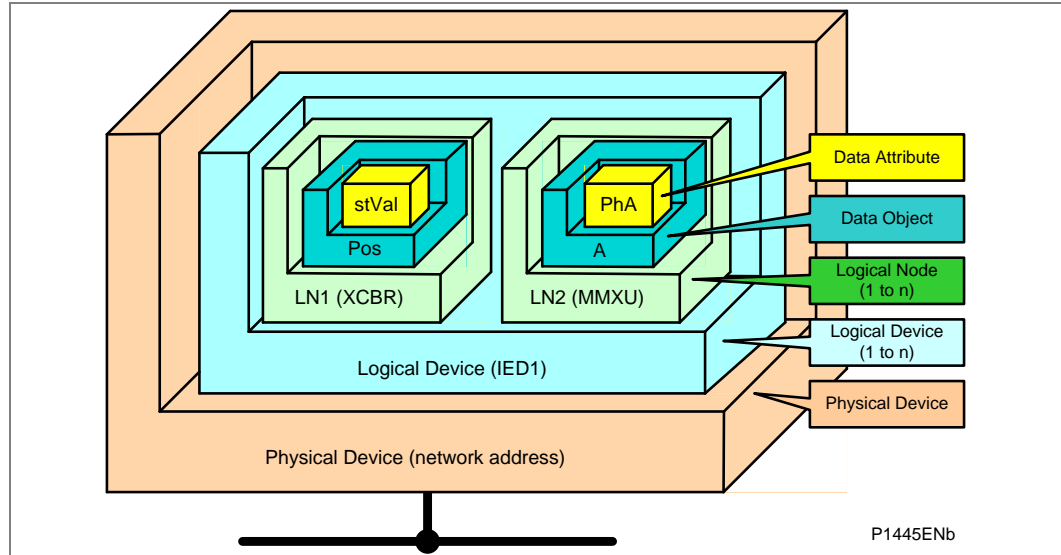 stVal
Pos
LN1 (XCBR)
PhA
A
LN2 (MMXU)
Logical Device (IED1)
Physical Device (network address)
Data Attribute
Data Object
Logical Node
(1 to n)
Logical Device
(1 to n)
Physical Device
P1445ENb